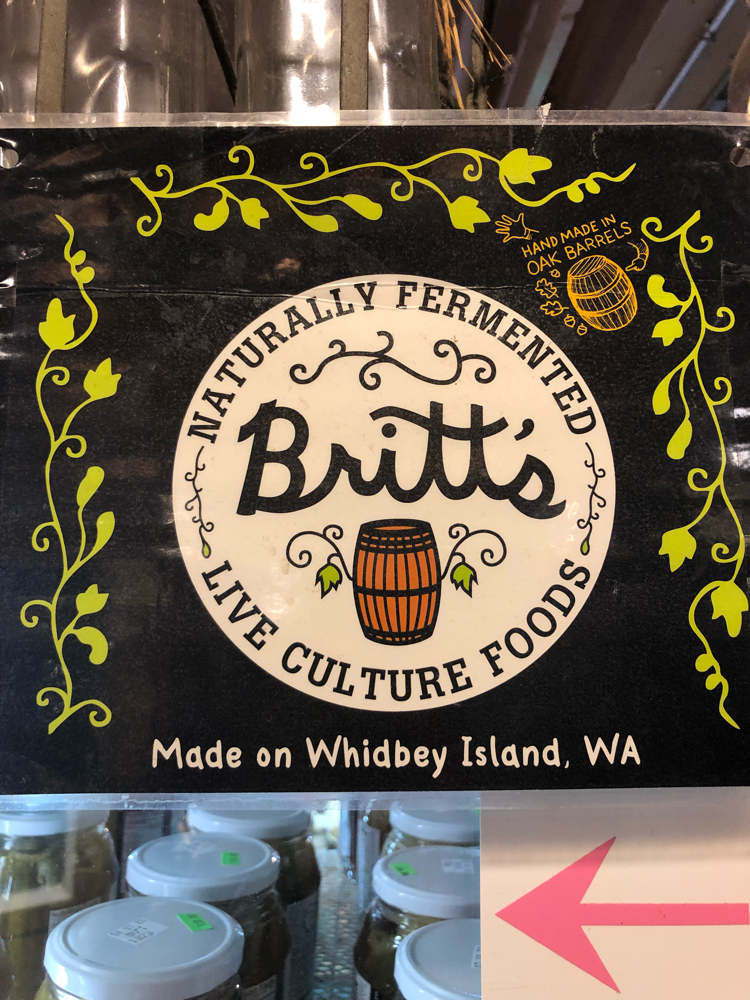 HAND MADE IN
OAK BARRELS
NATURALLY FERMENTED
Britt's
LIVE CULTURE FOODS
Made on Whidbey Island, WA